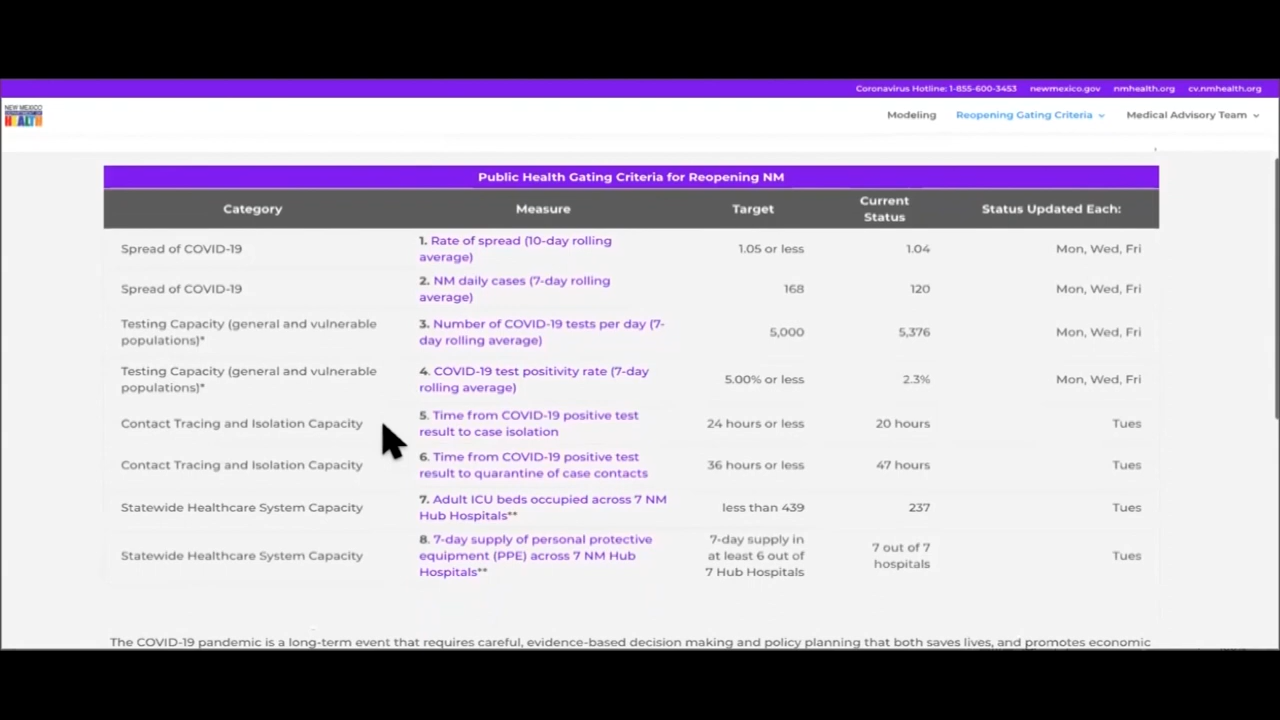 Coronavirus Hotline: 1-855-600-3453 newmexico.gov nmhealth.org cv.nmhealth.org
NEW MEXICO
DEPARTMENT OF
HEALTH
Modeling Reopening Gating Criteria Medical Advisory Team
Public Health Gating Criteria for Reopening NM
Category Measure Target Current Status Status Updated Each:
Spread of COVID-19 1. Rate of spread (10-day rolling average) 1.05 or less 1.04 Mon, Wed, Fri
Spread of COVID-19 2. NM daily cases (7-day rolling average) 168 120 Mon, Wed, Fri
Testing Capacity (general and vulnerable populations)* 3. Number of COVID-19 tests per day (7-day rolling average) 5,000 5,376 Mon, Wed, Fri
Testing Capacity (general and vulnerable populations)* 4. COVID-19 test positivity rate (7-day rolling average) 5.00% or less 2.3% Mon, Wed, Fri
Contact Tracing and Isolation Capacity 5. Time from COVID-19 positive test result to case isolation 24 hours or less 20 hours Tues
Contact Tracing and Isolation Capacity 6. Time from COVID-19 positive test result to quarantine of case contacts 36 hours or less 47 hours Tues
Statewide Healthcare System Capacity 7. Adult ICU beds occupied across 7 NM Hub Hospitals** less than 439 237 Tues
Statewide Healthcare System Capacity 8. 7-day supply of personal protective equipment (PPE) across 7 NM Hub Hospitals** 7-day supply in at least 6 out of 7 Hub Hospitals 7 out of 7 hospitals Tues
The COVID-19 pandemic is a long-term event that requires careful, evidence-based decision making and policy planning that both saves lives, and promotes economic